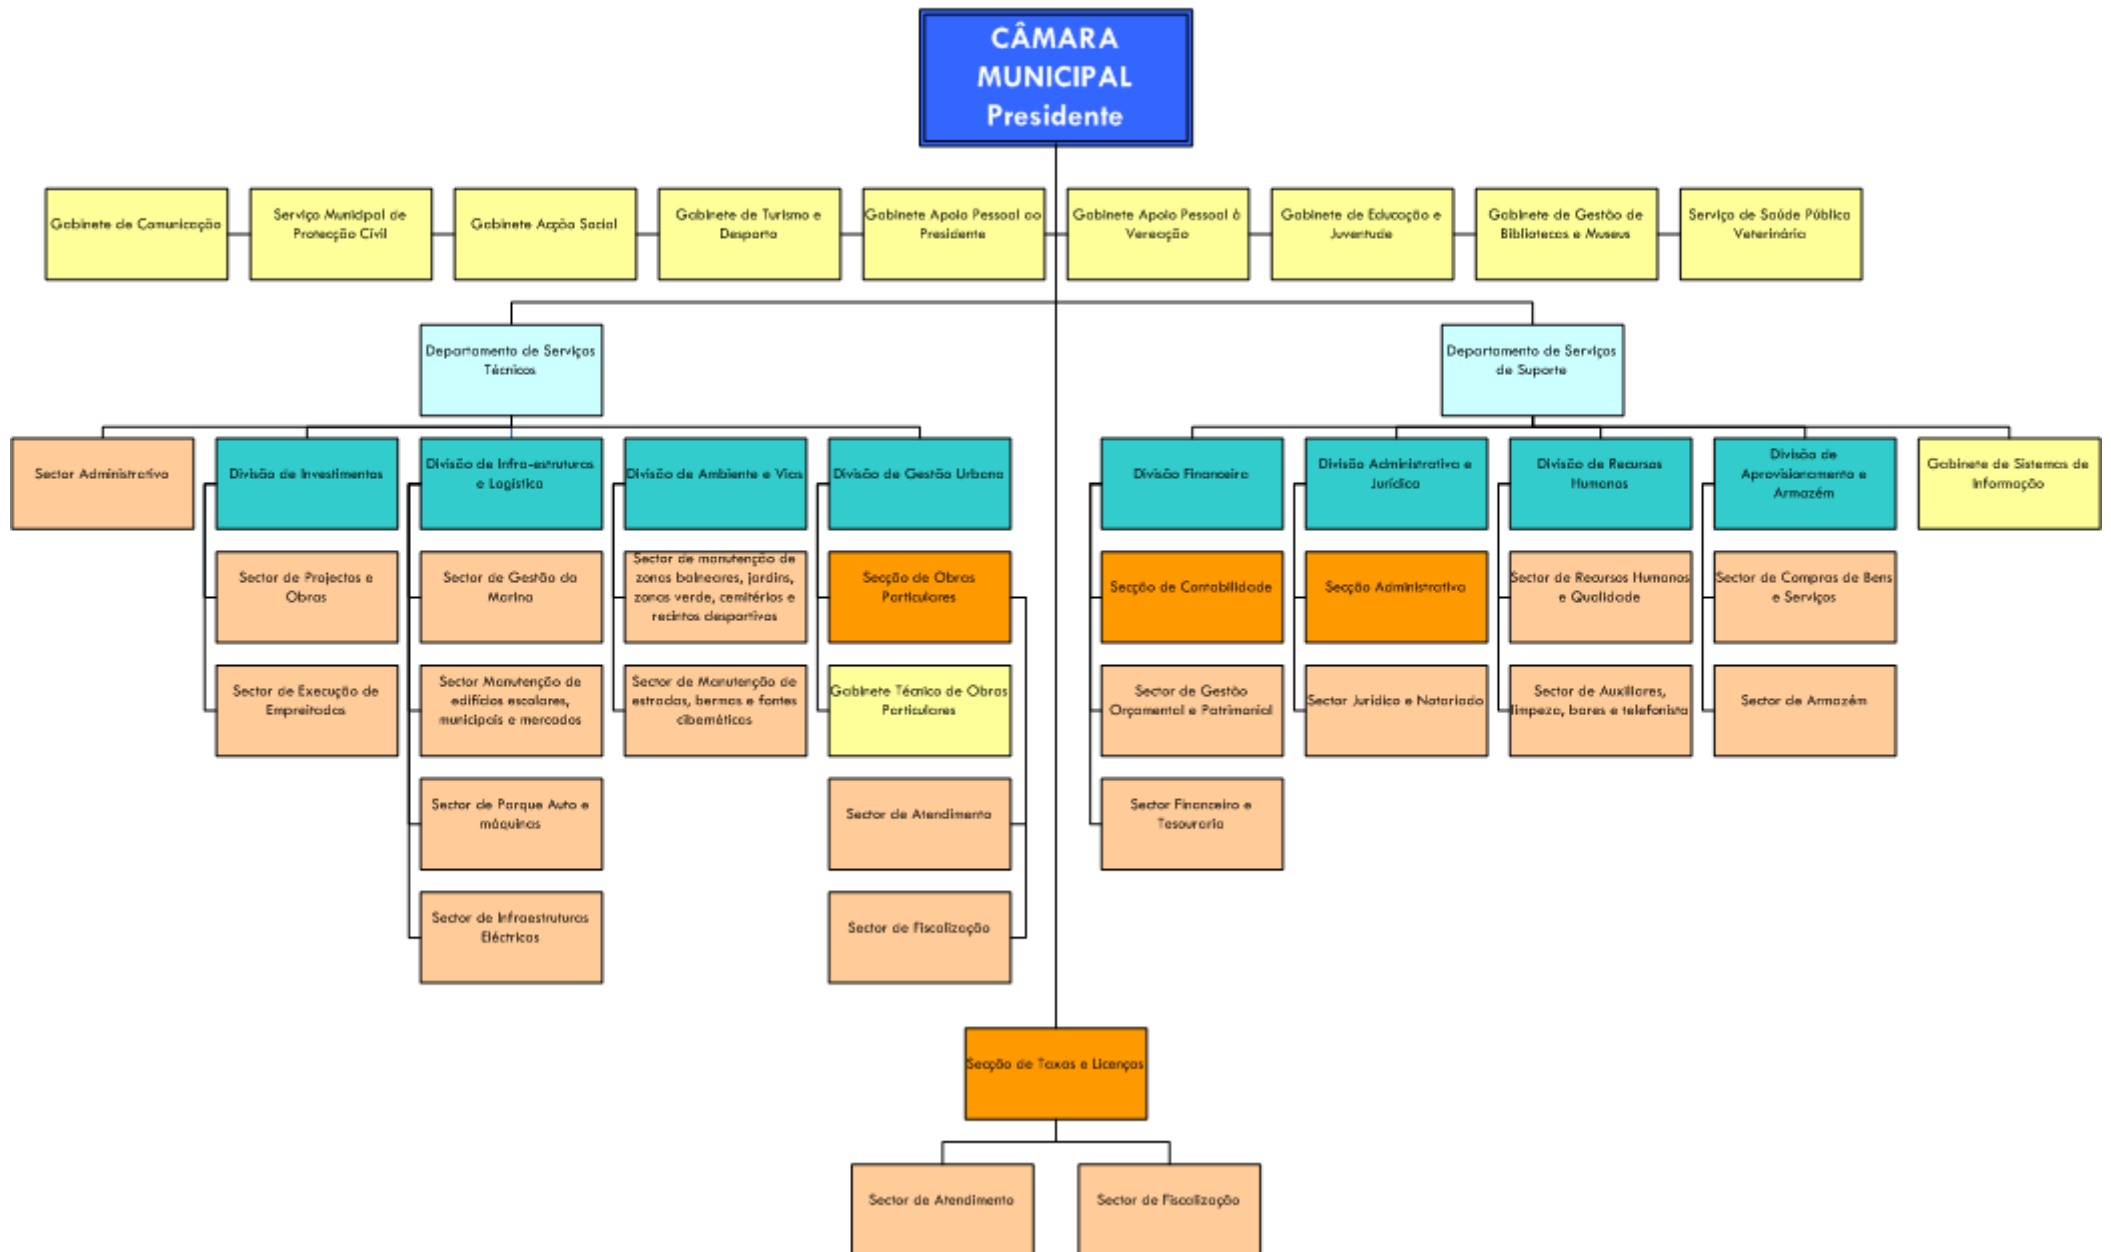 CÂMARA
MUNICIPAL
Presidente
Gabinete de Comunicação
Serviço Municipal de
Protecção Civil
Gabinete Acção Social
Gabinete de Turismo e
Desporto
Gabinete Apoio Pessoal ao
Presidente
Gabinete Apoio Pessoal à
Vereação
Gabinete de Educação e
Juventude
Gabinete de Gestão de
Bibliotecas e Museus
Serviço de Saúde Pública
Veterinária
Departamento de Serviços
Técnicos
Departamento de Serviços
de Suporte
Sector Administrativo
Divisão de Investimentos
Divisão de Infra-estruturas
e Logística
Divisão de Ambiente e Vias
Divisão de Gestão Urbana
Divisão Financeira
Divisão Administrativa e
Jurídica
Divisão de Recursos
Humanos
Divisão de
Aprovisionamento e
Armazém
Gabinete de Sistemas de
Informação
Sector de Projectos e
Obras
Sector de Gestão da
Marina
Sector de manutenção de
zonas balneares, jardins,
zonas verde, cemitérios e
recintos desportivos
Secção de Obras
Particulares
Secção de Contabilidade
Secção Administrativa
Sector de Recursos Humanos
e Qualidade
Sector de Compras de Bens
e Serviços
Sector de Execução de
Empreitadas
Sector Manutenção de
edifícios escolares,
municipais e mercados
Sector de Manutenção de
estradas, bermas e fontes
cibernéticas
Gabinete Técnico de Obras
Particulares
Sector de Gestão
Orçamental e Patrimonial
Sector Jurídico e Notariado
Sector de Auxiliares,
limpeza, bares e telefonista
Sector de Armazém
Sector de Parque Auto e
máquinas
Sector de Atendimento
Sector Financeiro e
Tesouraria
Sector de Infraestruturas
Eléctricas
Sector de Fiscalização
Secção de Taxas e Licenças
Sector de Atendimento
Sector de Fiscalização